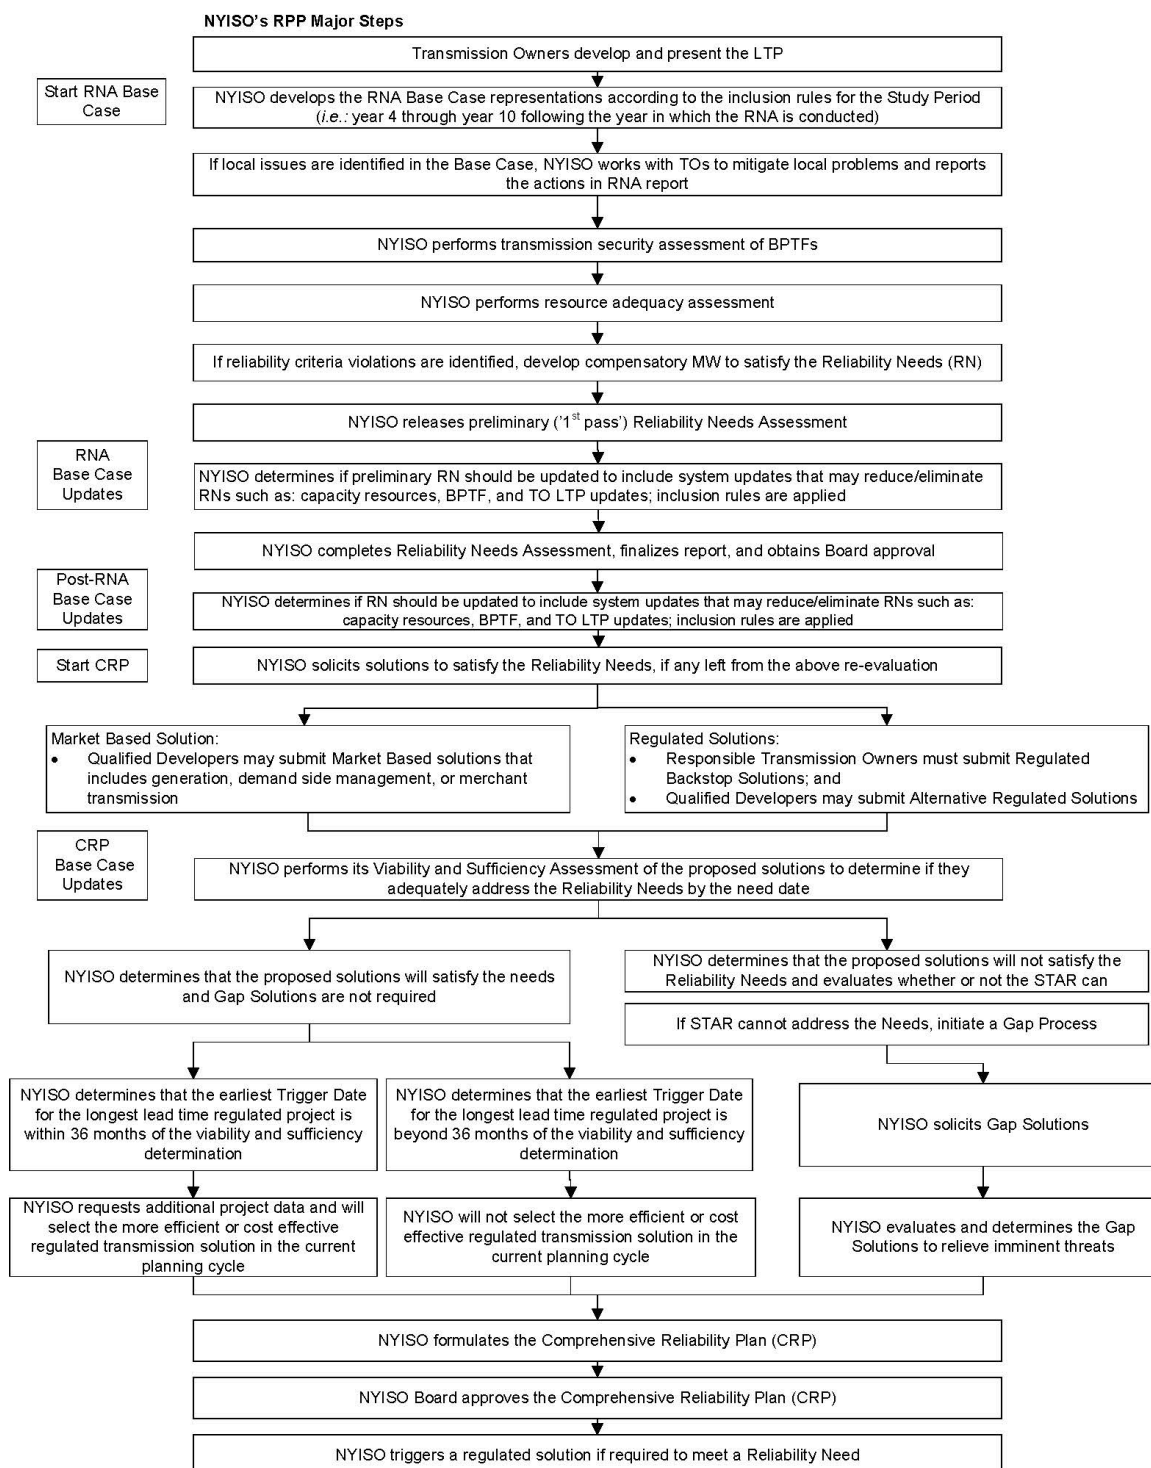 NYISO's RPP Major Steps
Transmission Owners develop and present the LTP
Start RNA Base
Case
NYISO develops the RNA Base Case representations according to the inclusion rules for the Study Period
(i.e.: year 4 through year 10 following the year in which the RNA is conducted)
If local issues are identified in the Base Case, NYISO works with TOs to mitigate local problems and reports
the actions in RNA report
NYISO performs transmission security assessment of BPTFs
NYISO performs resource adequacy assessment
If reliability criteria violations are identified, develop compensatory MW to satisfy the Reliability Needs (RN)
NYISO releases preliminary ('1st pass') Reliability Needs Assessment
RNA
Base Case
Updates
NYISO determines if preliminary RN should be updated to include system updates that may reduce/eliminate
RNs such as: capacity resources, BPTF, and TO LTP updates; inclusion rules are applied
NYISO completes Reliability Needs Assessment, finalizes report, and obtains Board approval
Post-RNA
Base Case
Updates
NYISO determines if RN should be updated to include system updates that may reduce/eliminate RNs such as:
capacity resources, BPTF, and TO LTP updates; inclusion rules are applied
Start CRP
NYISO solicits solutions to satisfy the Reliability Needs, if any left from the above re-evaluation
Market Based Solution:
• Qualified Developers may submit Market Based solutions that
includes generation, demand side management, or merchant
transmission
Regulated Solutions:
• Responsible Transmission Owners must submit Regulated
Backstop Solutions; and
• Qualified Developers may submit Alternative Regulated Solutions
CRP
Base Case
Updates
NYISO performs its Viability and Sufficiency Assessment of the proposed solutions to determine if they
adequately address the Reliability Needs by the need date
NYISO determines that the proposed solutions will satisfy the needs
and Gap Solutions are not required
NYISO determines that the proposed solutions will not satisfy the
Reliability Needs and evaluates whether or not the STAR can
If STAR cannot address the Needs, initiate a Gap Process
NYISO determines that the earliest Trigger Date
for the longest lead time regulated project is
within 36 months of the viability and sufficiency
determination
NYISO determines that the earliest Trigger Date
for the longest lead time regulated project is
beyond 36 months of the viability and sufficiency
determination
NYISO solicits Gap Solutions
NYISO requests additional project data and will
select the more efficient or cost effective
regulated transmission solution in the current
planning cycle
NYISO will not select the more efficient or cost
effective regulated transmission solution in the
current planning cycle
NYISO evaluates and determines the Gap
Solutions to relieve imminent threats
NYISO formulates the Comprehensive Reliability Plan (CRP)
NYISO Board approves the Comprehensive Reliability Plan (CRP)
NYISO triggers a regulated solution if required to meet a Reliability Need